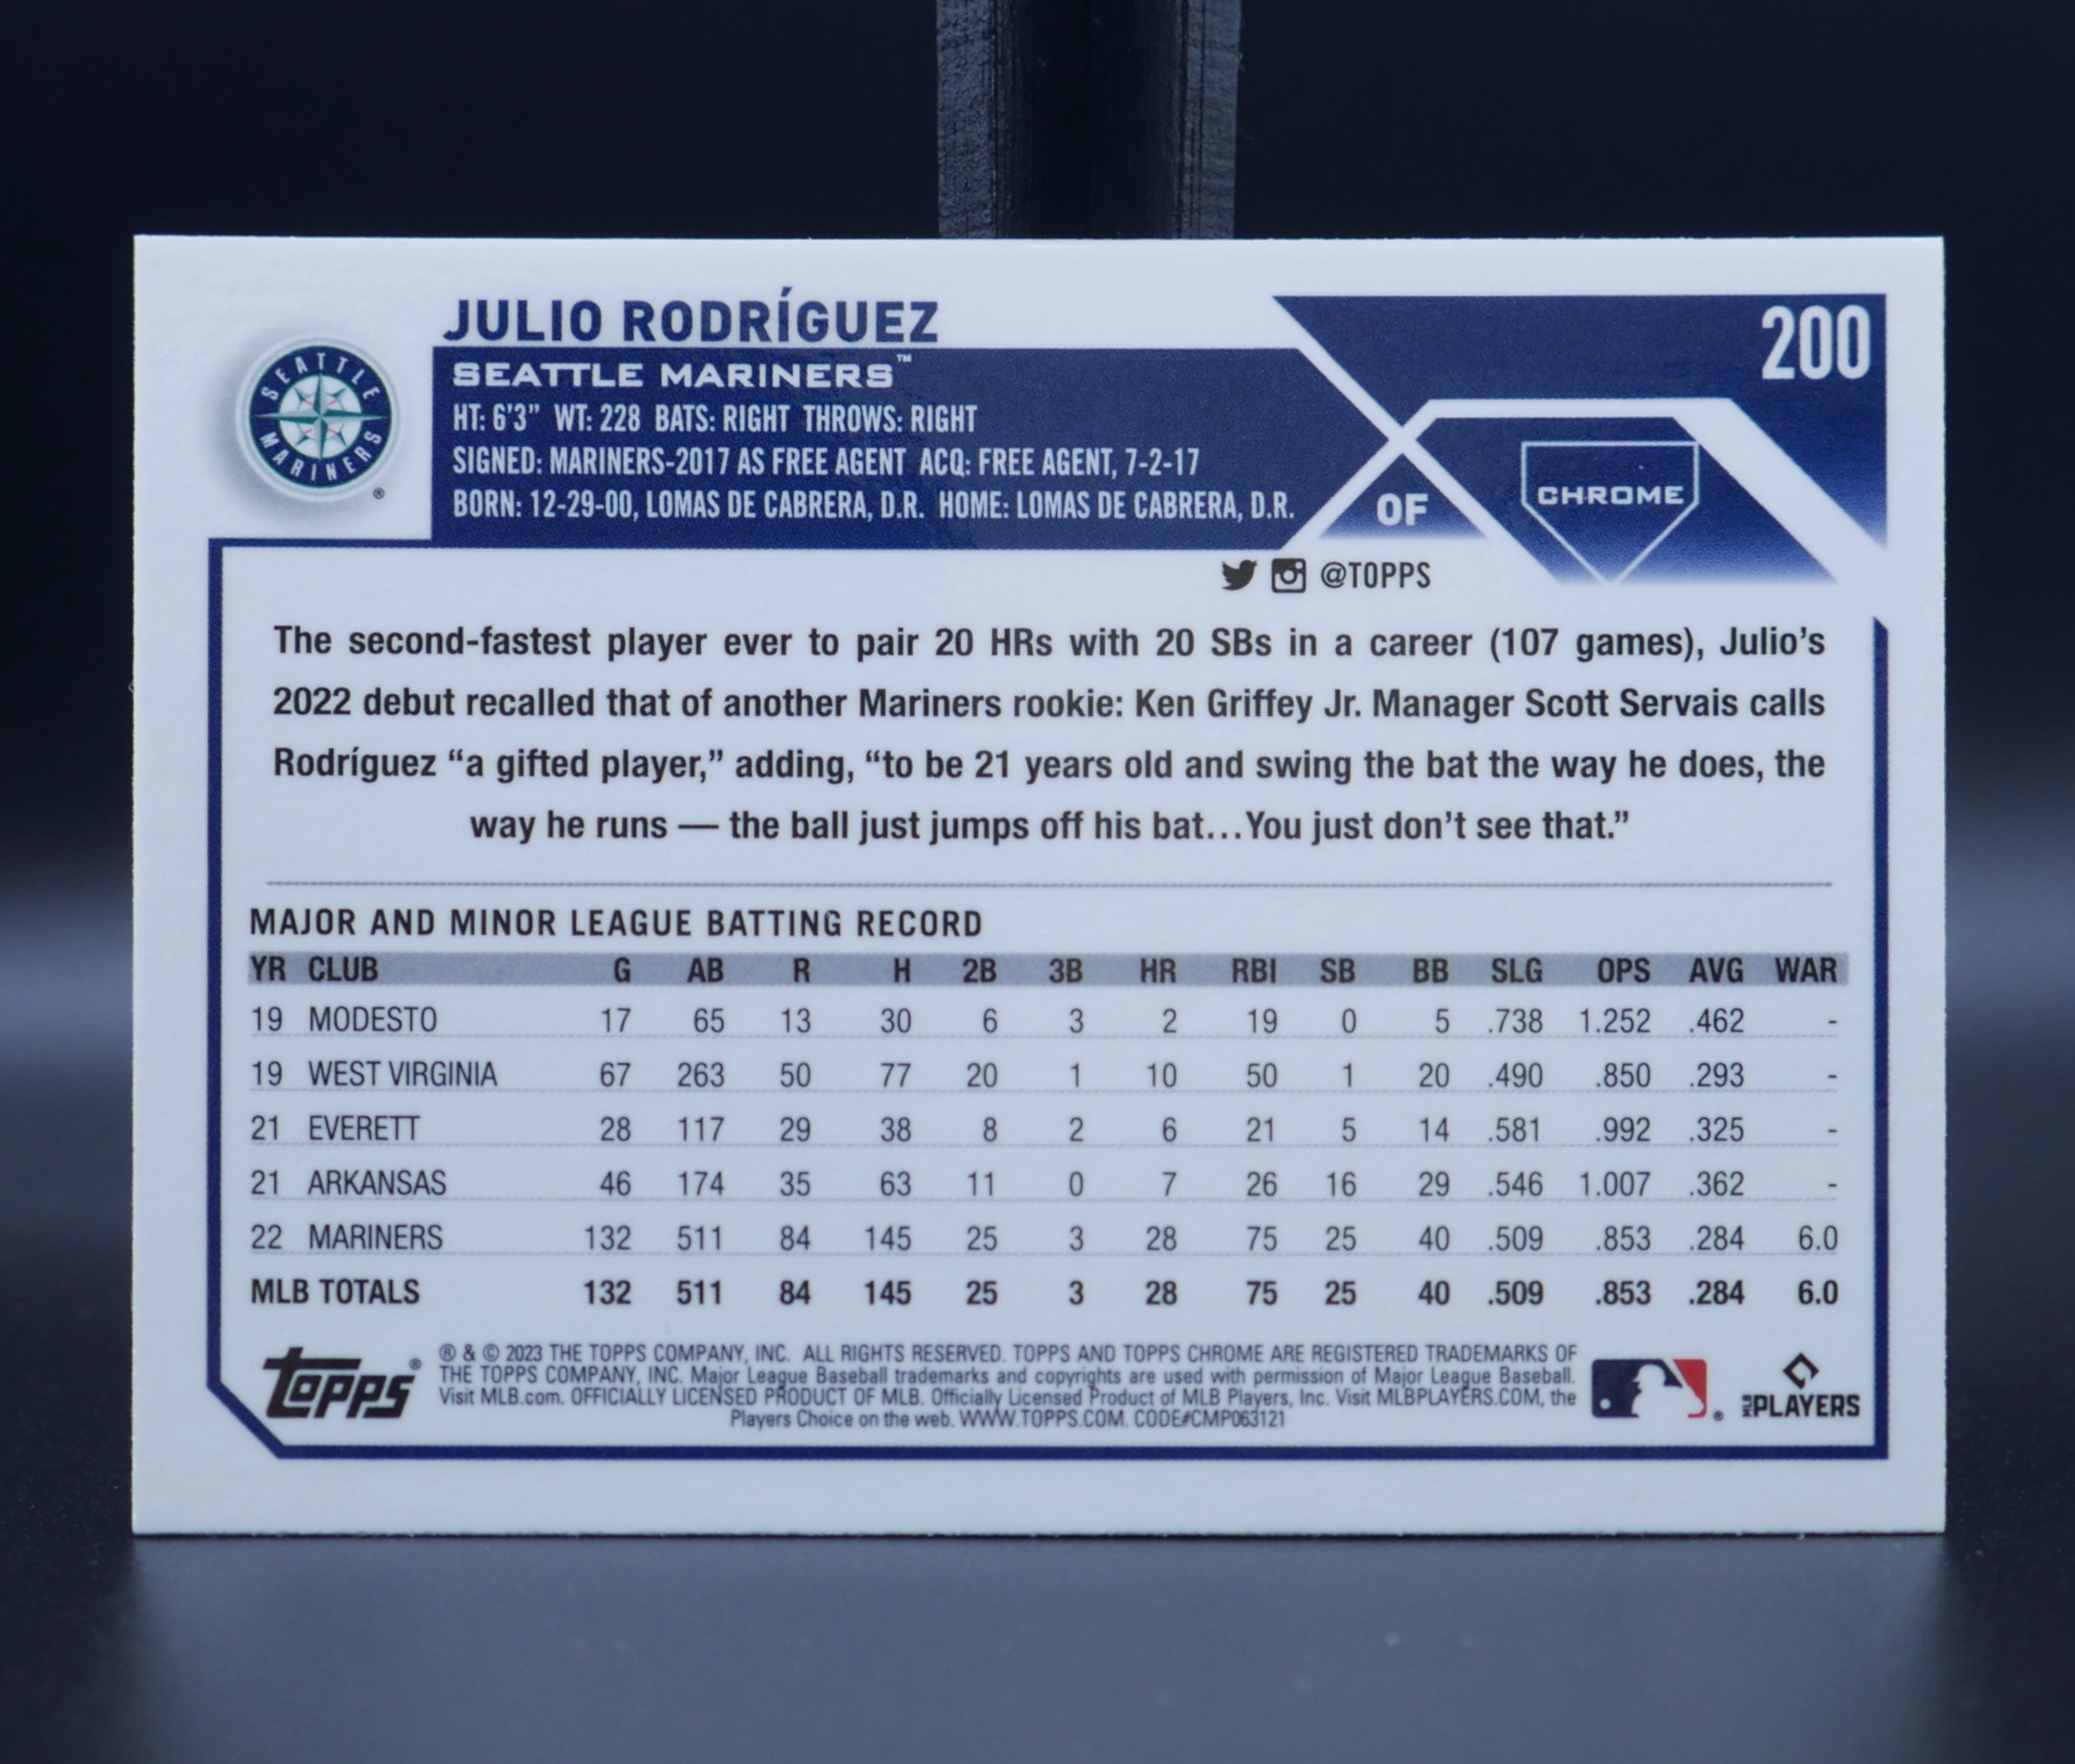 JULIO RODRÍGUEZ
200
SEATTLE MARINERS
SEATTLE MARINERS™
HT: 6'3” WT: 228 BATS: RIGHT THROWS: RIGHT
SIGNED: MARINERS-2017 AS FREE AGENT ACQ: FREE AGENT, 7-2-17
BORN: 12-29-00, LOMAS DE CABRERA, D.R. HOME: LOMAS DE CABRERA, D.R.
®
OF
CHROME
@TOPPS
The second-fastest player ever to pair 20 HRs with 20 SBs in a career (107 games), Julio’s
2022 debut recalled that of another Mariners rookie: Ken Griffey Jr. Manager Scott Servais calls
Rodríguez “a gifted player,” adding, “to be 21 years old and swing the bat the way he does, the
way he runs — the ball just jumps off his bat…You just don’t see that.”
MAJOR AND MINOR LEAGUE BATTING RECORD
YR CLUB G AB R H 2B 3B HR RBI SB BB SLG OPS AVG WAR
19 MODESTO 17 65 13 30 6 3 2 19 0 5 .738 1.252 .462 -
19 WEST VIRGINIA 67 263 50 77 20 1 10 50 1 20 .490 .850 .293 -
21 EVERETT 28 117 29 38 8 2 6 21 5 14 .581 .992 .325 -
21 ARKANSAS 46 174 35 63 11 0 7 26 16 29 .546 1.007 .362 -
22 MARINERS 132 511 84 145 25 3 28 75 25 40 .509 .853 .284 6.0
MLB TOTALS 132 511 84 145 25 3 28 75 25 40 .509 .853 .284 6.0
topps®
® & © 2023 THE TOPPS COMPANY, INC. ALL RIGHTS RESERVED. TOPPS AND TOPPS CHROME ARE REGISTERED TRADEMARKS OF
THE TOPPS COMPANY, INC. Major League Baseball trademarks and copyrights are used with permission of Major League Baseball.
Visit MLB.com. OFFICIALLY LICENSED PRODUCT OF MLB. Officially Licensed Product of MLB Players, Inc. Visit MLBPLAYERS.COM, the
Players Choice on the web. WWW.TOPPS.COM. CODE#CMP063121
®
MLB PLAYERS